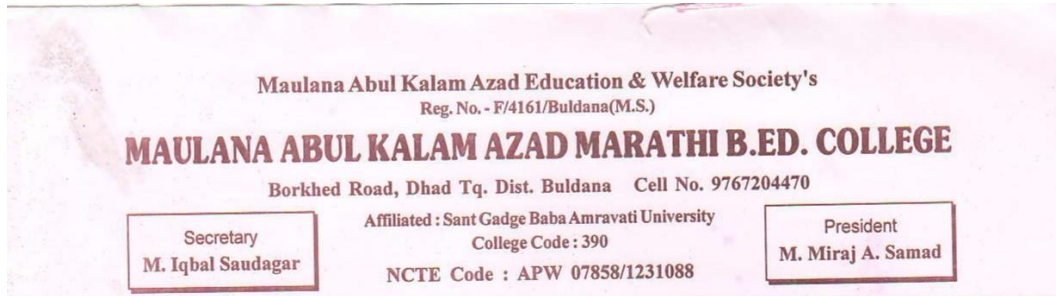 Maulana Abul Kalam Azad Education & Welfare Society's
Reg. No. - F/4161/Buldana(M.S.)
MAULANA ABUL KALAM AZAD MARATHI B.ED. COLLEGE
Borkhed Road, Dhad Tq. Dist. Buldana Cell No. 9767204470
Affiliated : Sant Gadge Baba Amravati University
College Code : 390
NCTE Code : APW 07858/1231088
Secretary
M. Iqbal Saudagar
President
M. Miraj A. Samad